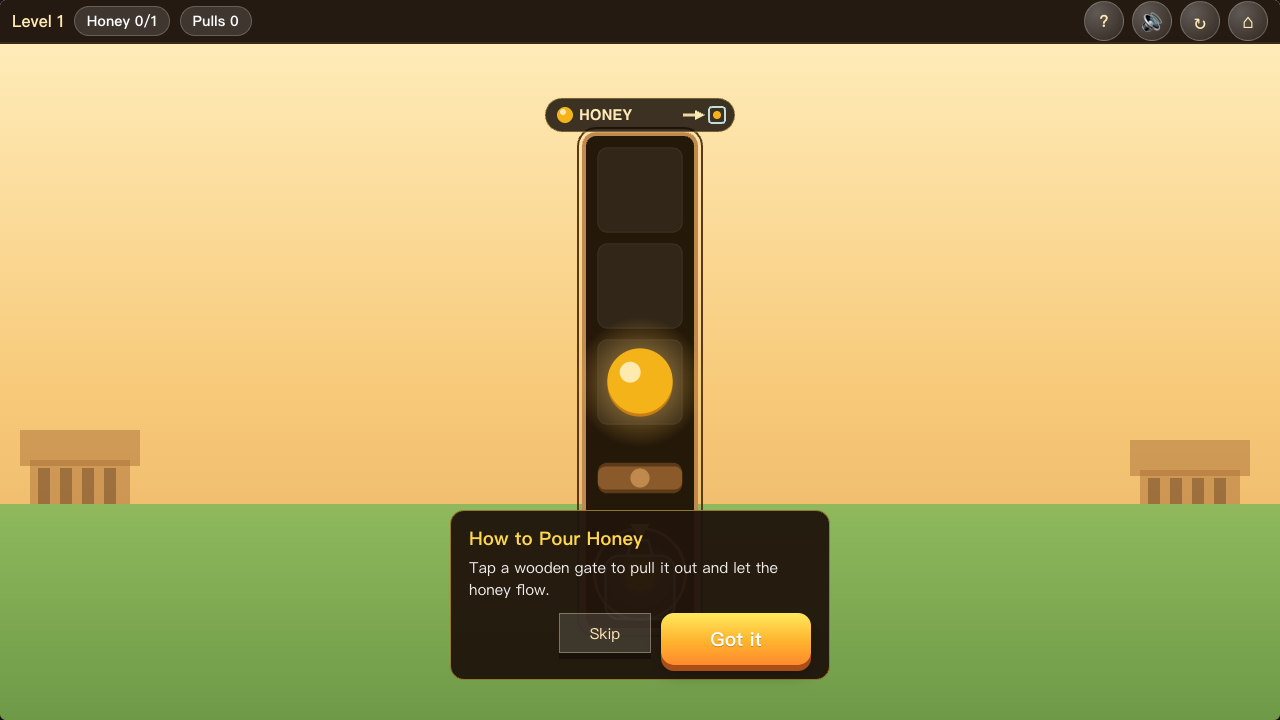 Level 1
Honey 0/1
Pulls 0
?
HONEY
How to Pour Honey
Tap a wooden gate to pull it out and let the
honey flow.
Skip
Got it